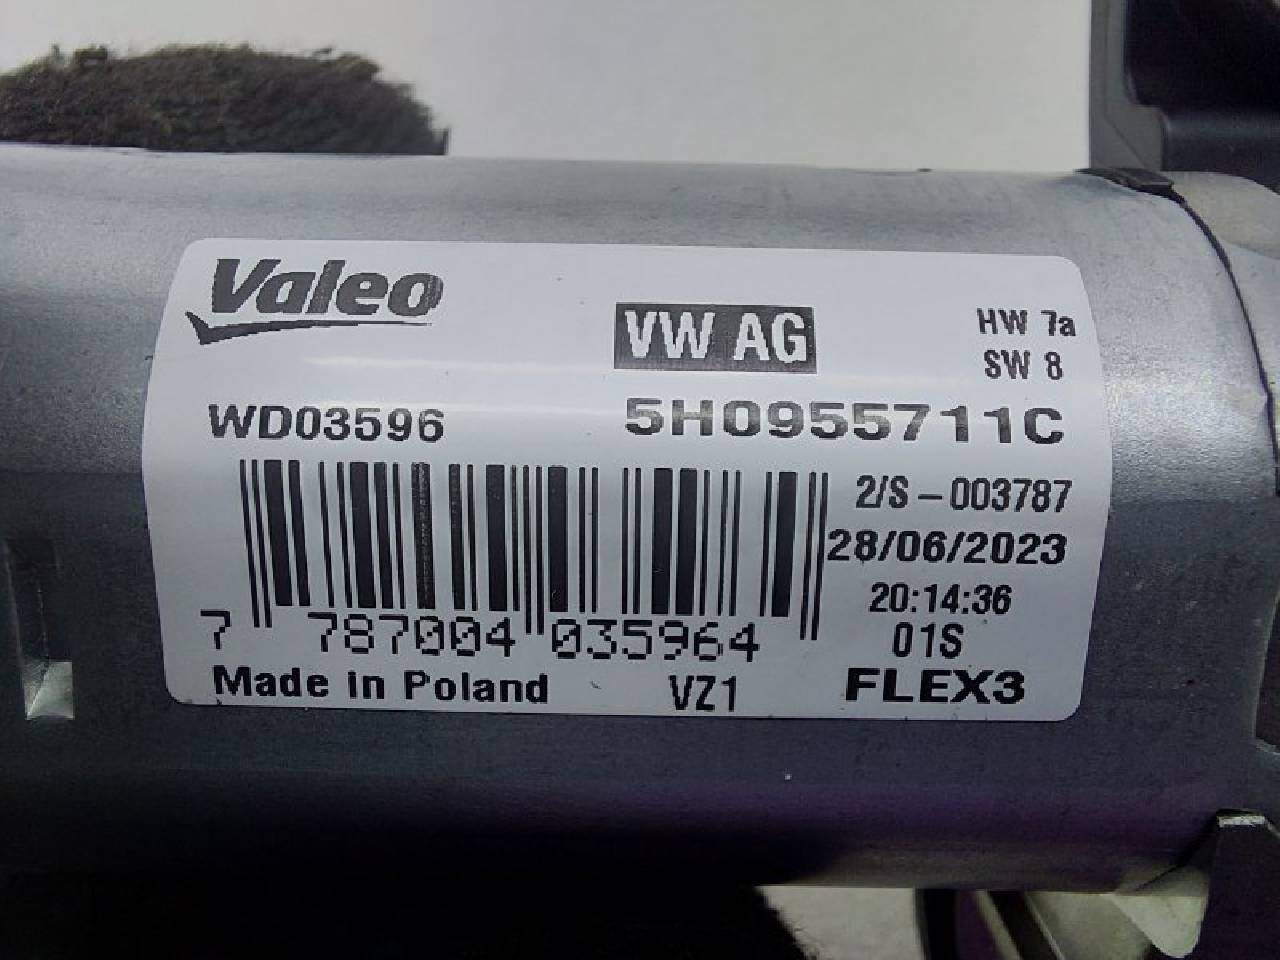 Valeo
VW AG
HW 7a
SW 8
WD03596
5H0955711C
2/S-003787
28/06/2023
20:14:36
01S
7 787004 035964
Made in Poland
VZ1
FLEX3